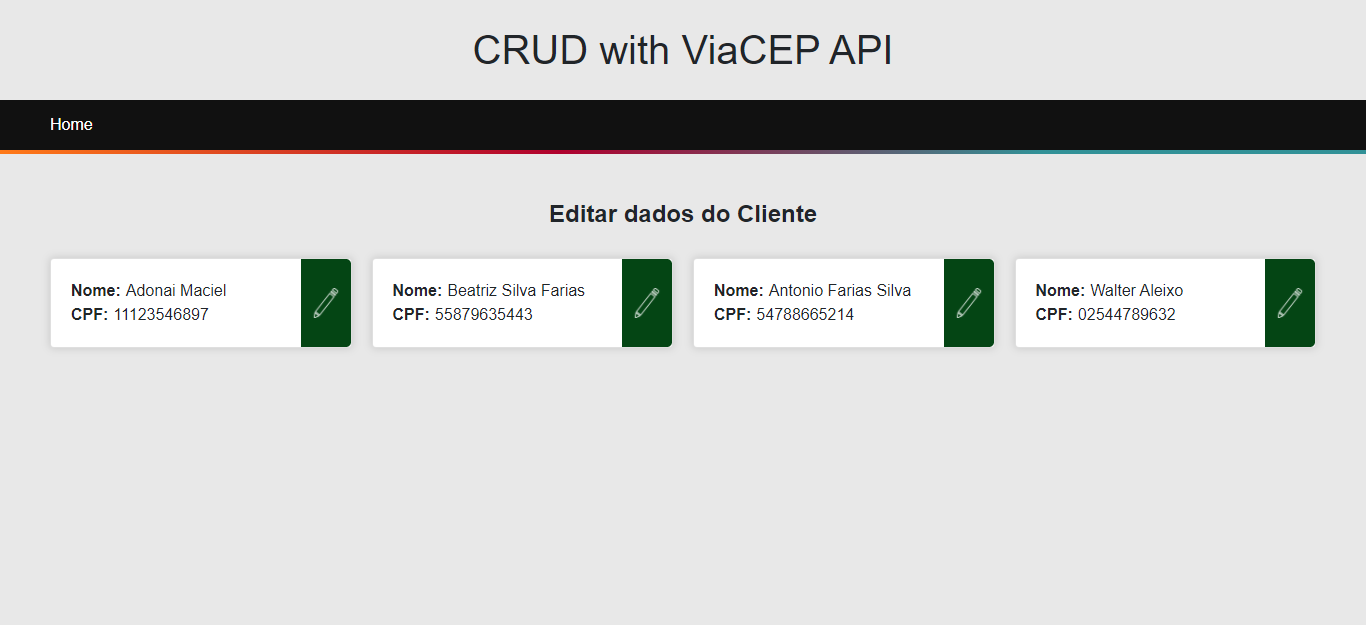 CRUD with ViaCEP API
Home
Editar dados do Cliente
Nome: Adonai Maciel
CPF: 11123546897
Nome: Beatriz Silva Farias
CPF: 55879635443
Nome: Antonio Farias Silva
CPF: 54788665214
Nome: Walter Aleixo
CPF: 02544789632